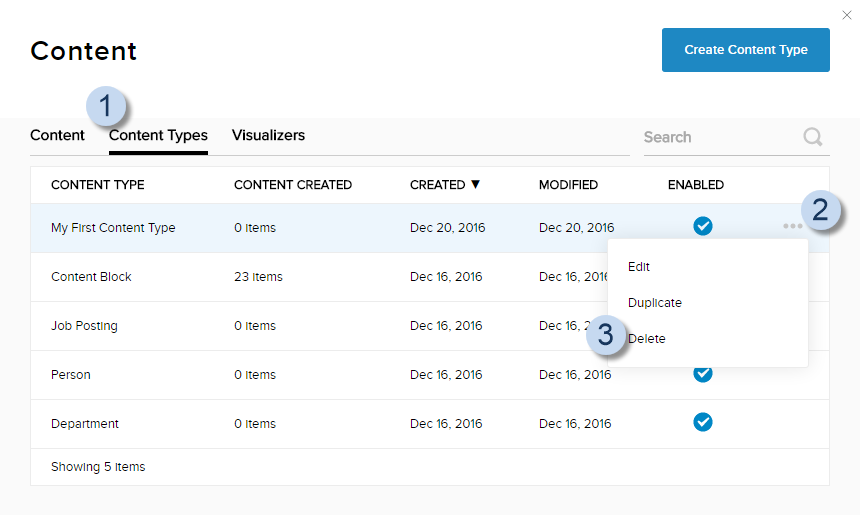 Content
Create Content Type
1
Content Content Types Visualizers Search
CONTENT TYPE CONTENT CREATED CREATED ▼ MODIFIED ENABLED
2
My First Content Type 0 Items Dec 20, 2016 Dec 20, 2016
Edit
Content Block 23 Items Dec 16, 2016 Dec 16, 2016
Duplicate
Job Posting 0 Items Dec 16, 2016 Dec 16, 2
3 Delete
Person 0 Items Dec 16, 2016 Dec 16, 2016
Department 0 Items Dec 16, 2016 Dec 16, 2016
Showing 5 Items